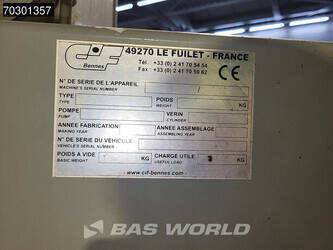 70301357
CIF
Bennes
49270 LE FUILET - FRANCE
Tél. : +33 (0) 2 41 70 54 54
Fax : +33 (0) 2 41 70 50 62
CE
N° DE SERIE DE L'APPAREIL
MACHINE'S SERIAL NUMBER
TYPE POIDS KG
TYPE WEIGHT
POMPE VERIN
PUMP CYLINDER
ANNEE FABRICATION ANNEE ASSEMBLAGE
MAKING YEAR ASSEMBLING YEAR
N° DE SERIE DU VEHICULE
VEHICLE'S SERIAL NUMBER
POIDS A VIDE KG CHARGE UTILE KG
BASIC WEIGHT USEFUL LOAD
www.cif-bennes.com
BAS WORLD